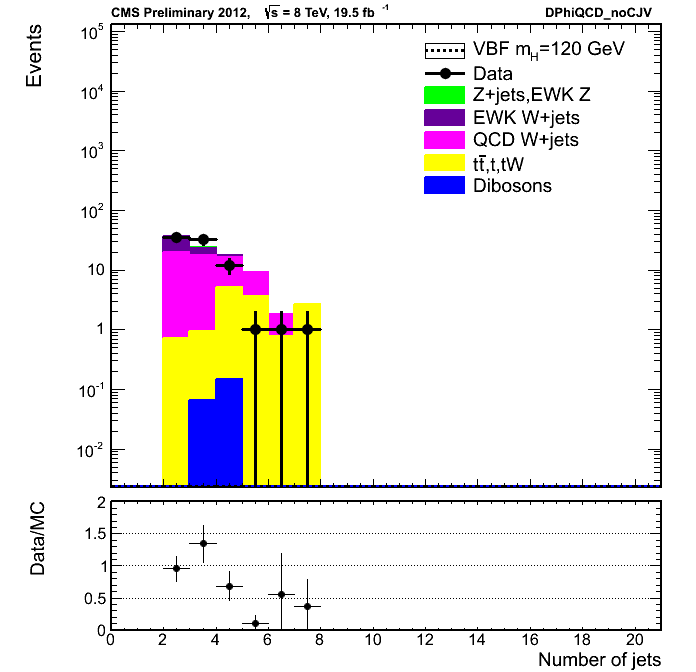 CMS Preliminary 2012, √s = 8 TeV, 19.5 fb⁻¹ DPhiQCD_noCJV
Events
10⁵
10⁴
10³
10²
10
1
10⁻¹
10⁻²
VBF m_H=120 GeV
Data
Z+jets,EWK Z
EWK W+jets
QCD W+jets
tt̄,t,tW
Dibosons
Data/MC
2
1.5
1
0.5
0
0 2 4 6 8 10 12 14 16 18 20
Number of jets